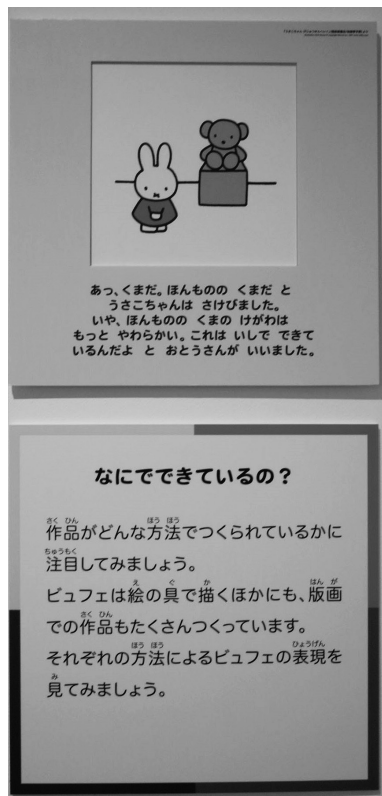 あっ、くまだ。ほんものの くまだ と
うさこちゃんは さけびました。
いや、ほんものの くまの けがわは
もっと やわらかい。これは いしで できて
いるんだよ と おとうさんが いいました。
なにでできているの？
作品がどんな方法でつくられているかに
注目してみましょう。
ビュフェは絵の具で描くほかにも、版画
での作品もたくさんつくっています。
それぞれの方法によるビュフェの表現を
見てみましょう。